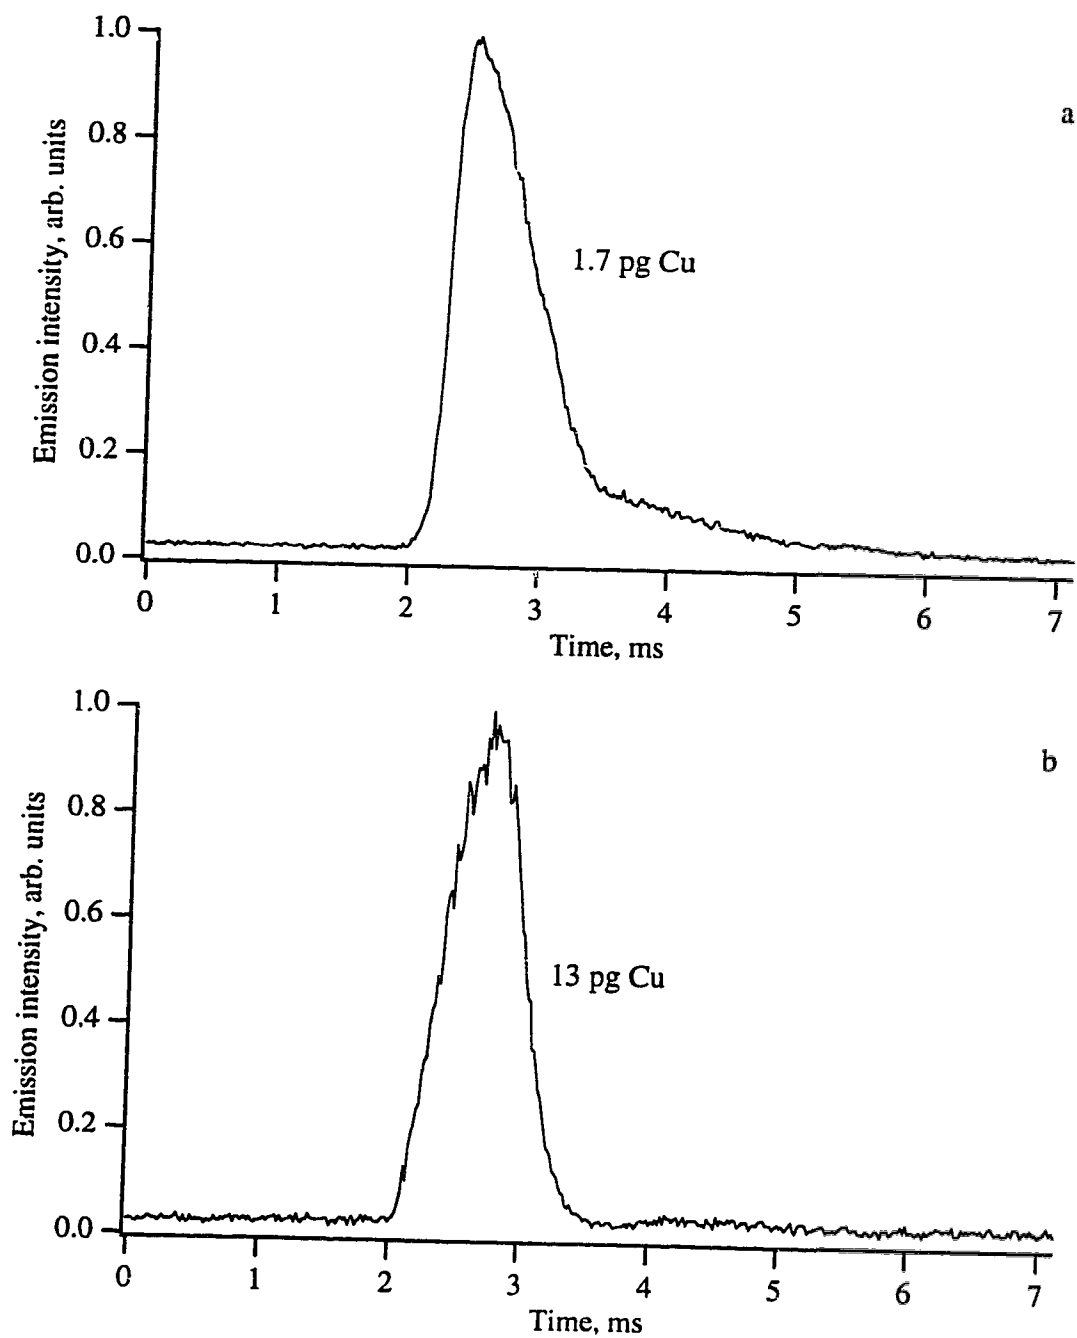 1.0
a
0.8
0.6
1.7 pg Cu
0.4
0.2
0.0
Emission intensity, arb. units
0 1 2 3 4 5 6 7
Time, ms
1.0
b
0.8
0.6
13 pg Cu
0.4
0.2
0.0
Emission intensity, arb. units
0 1 2 3 4 5 6 7
Time, ms